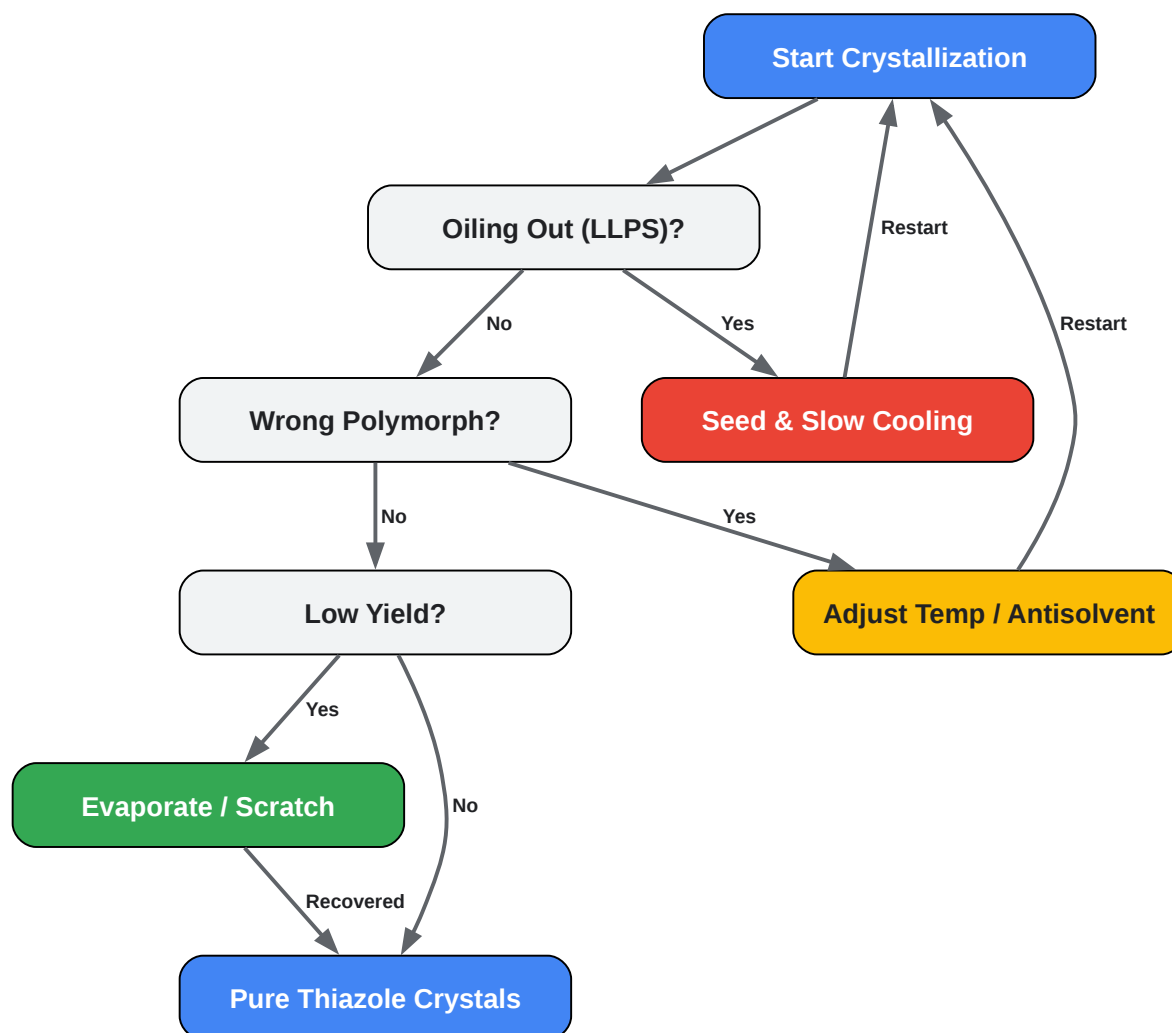 Start Crystallization
Oiling Out (LLPS)?
Restart
No
Yes
Restart
Wrong Polymorph?
Seed & Slow Cooling
No
Yes
Low Yield?
Adjust Temp / Antisolvent
Yes
Evaporate / Scratch
No
Recovered
Pure Thiazole Crystals